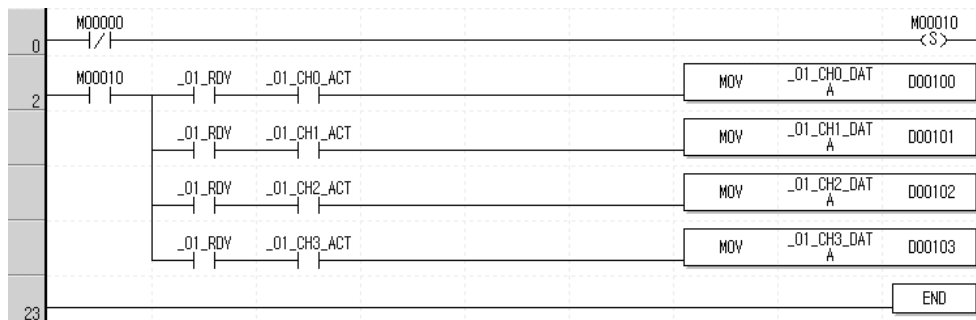 M00000 M00010
0 S
M00010 _01_RDY _01_CH0_ACT MOV _01_CH0_DAT D00100
2 A
_01_RDY _01_CH1_ACT MOV _01_CH1_DAT D00101
A
_01_RDY _01_CH2_ACT MOV _01_CH2_DAT D00102
A
_01_RDY _01_CH3_ACT MOV _01_CH3_DAT D00103
A
END
23